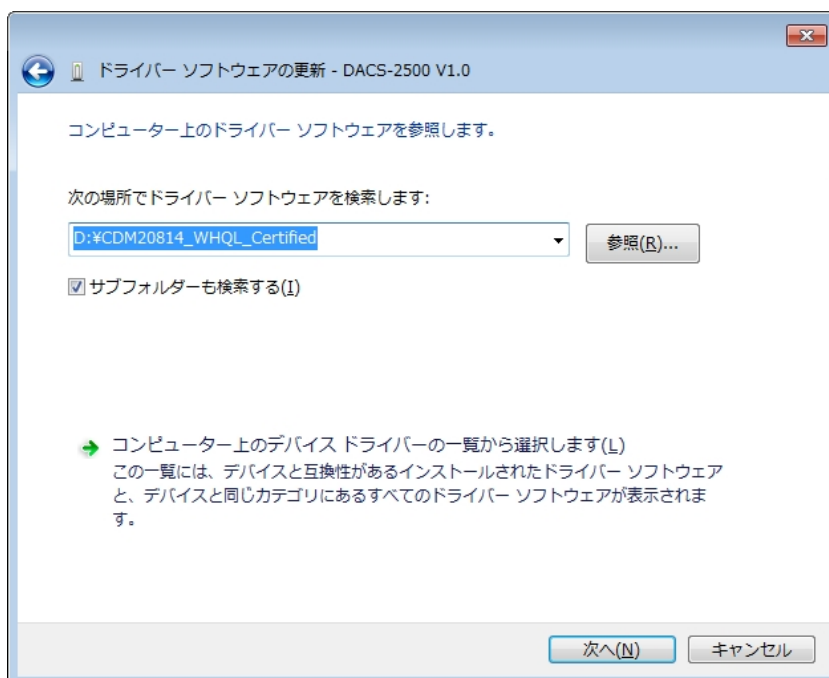 ドライバー ソフトウェアの更新 - DACS-2500 V1.0
コンピューター上のドライバー ソフトウェアを参照します。
次の場所でドライバー ソフトウェアを検索します:
D:¥CDM20814_WHQL_Certified
参照(R)...
サブフォルダーも検索する(I)
コンピューター上のデバイス ドライバーの一覧から選択します(L)
この一覧には、デバイスと互換性があるインストールされたドライバー ソフトウェア
と、デバイスと同じカテゴリにあるすべてのドライバー ソフトウェアが表示されま
す。
次へ(N)
キャンセル